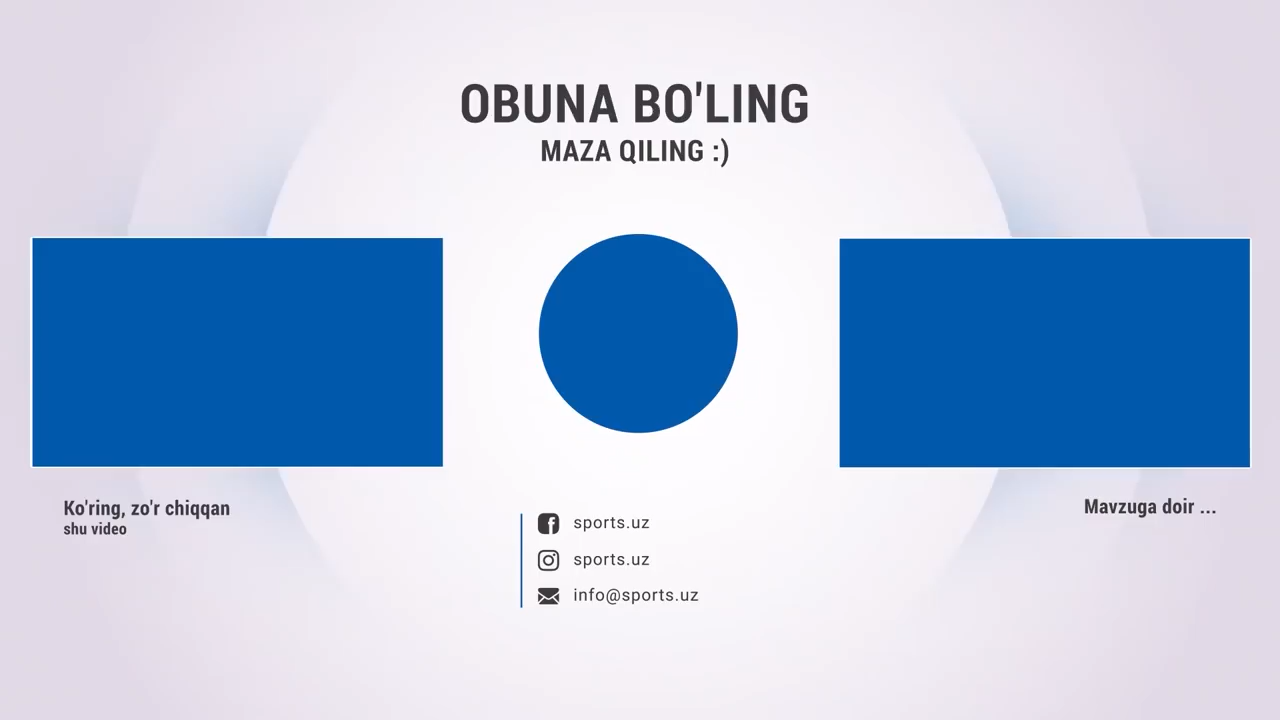 OBUNA BO'LING
MAZA QILING :)
Ko'ring, zo'r chiqqan
shu video
Mavzuga doir ...
sports.uz
sports.uz
info@sports.uz